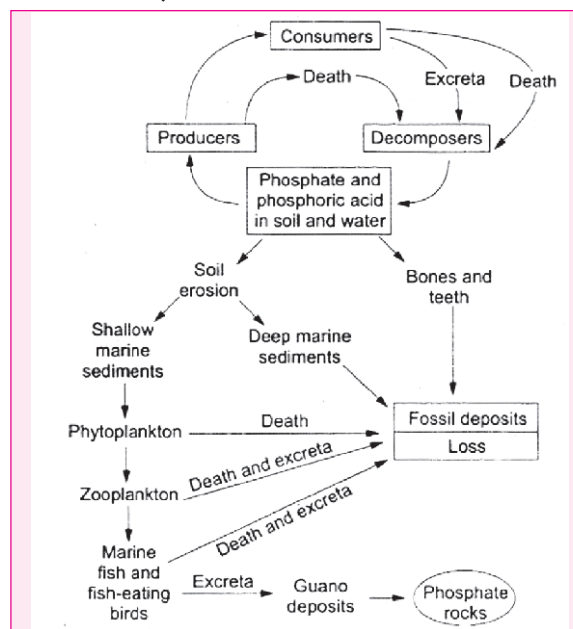 Consumers
Death
Excreta
Death
Producers
Decomposers
Phosphate and
phosphoric acid
in soil and water
Soil
erosion
Bones and
teeth
Shallow
marine
sediments
Deep marine
sediments
Fossil deposits
Loss
Phytoplankton
Death
Zooplankton
Death and excreta
Death and excreta
Marine
fish and
fish-eating
birds
Excreta
Guano
deposits
Phosphate
rocks